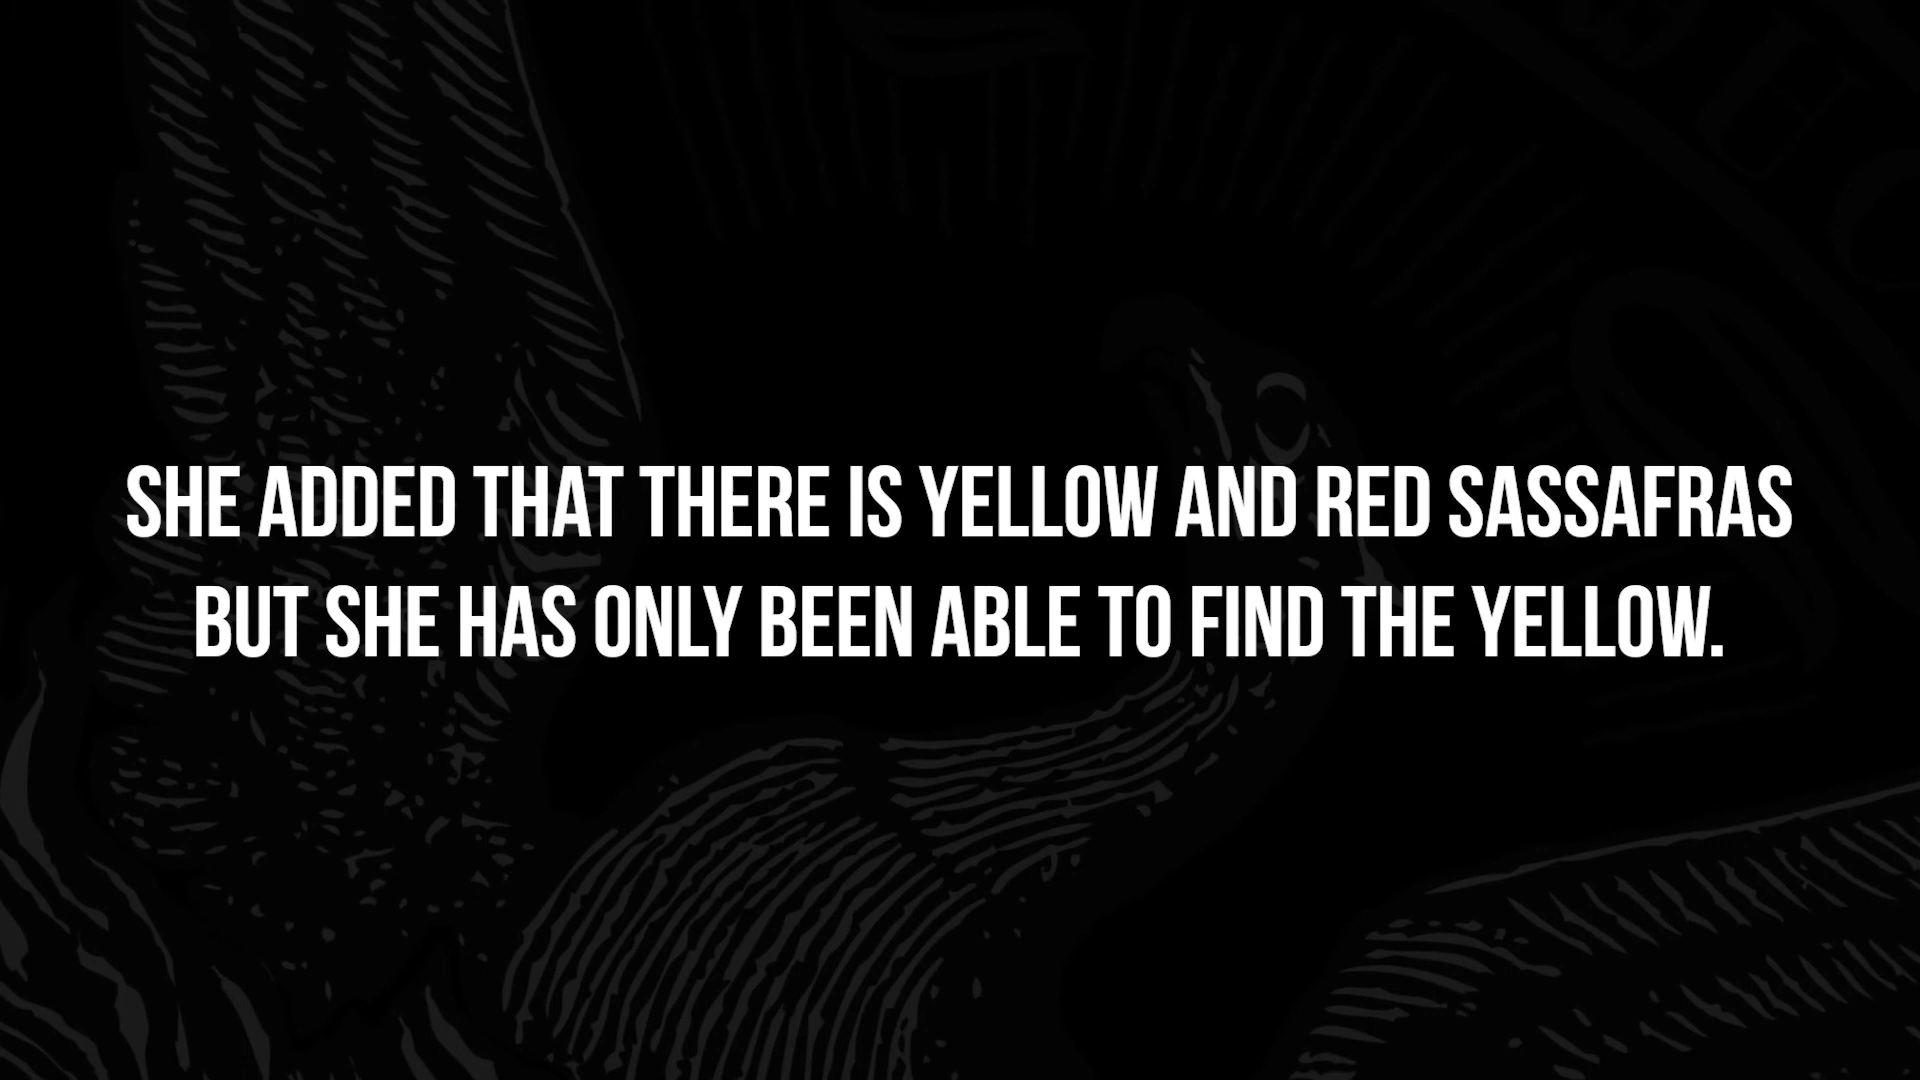 SHE ADDED THAT THERE IS YELLOW AND RED SASSAFRAS
BUT SHE HAS ONLY BEEN ABLE TO FIND THE YELLOW.